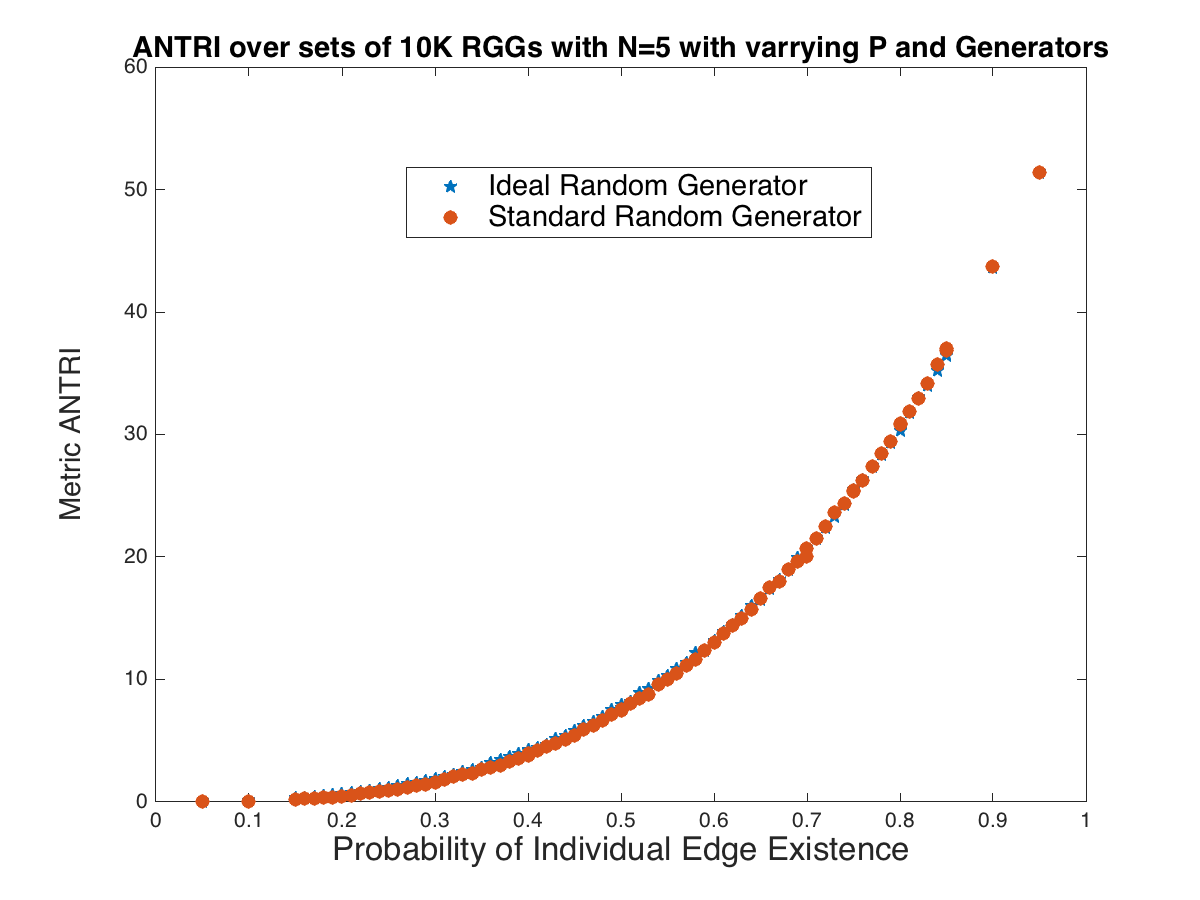 ANTRI over sets of 10K RGGs with N=5 with varrying P and Generators
60
50
40
30
20
10
0
Metric ANTRI
Ideal Random Generator
Standard Random Generator
0 0.1 0.2 0.3 0.4 0.5 0.6 0.7 0.8 0.9 1
Probability of Individual Edge Existence